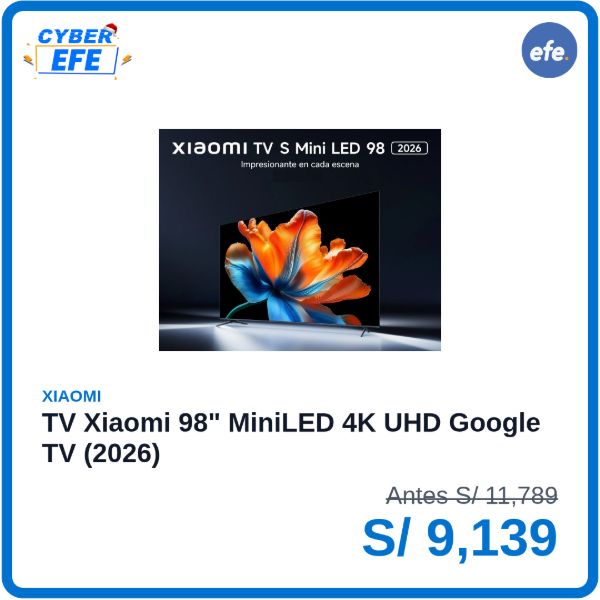 CYBER
EFE
efe.
XIAOMI TV S Mini LED 98 2026
Impresionante en cada escena
XIAOMI
TV Xiaomi 98" MiniLED 4K UHD Google
TV (2026)
Antes S/ 11,789
S/ 9,139